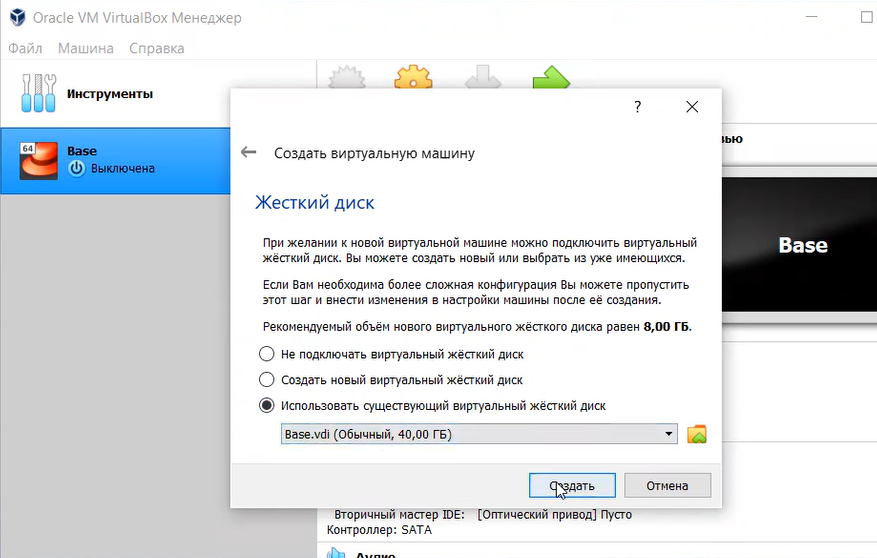 Oracle VM VirtualBox Менеджер
Файл Машина Справка
Инструменты
64
Base
Выключена
?
Создать виртуальную машину
Жесткий диск
При желании к новой виртуальной машине можно подключить виртуальный
жёсткий диск. Вы можете создать новый или выбрать из уже имеющихся.
Если Вам необходима более сложная конфигурация Вы можете пропустить
этот шаг и внести изменения в настройки машины после её создания.
Рекомендуемый объём нового виртуального жёсткого диска равен 8,00 ГБ.
Не подключать виртуальный жёсткий диск
Создать новый виртуальный жёсткий диск
Использовать существующий виртуальный жёсткий диск
Base.vdi (Обычный, 40,00 ГБ)
Создать Отмена
Base
Вторичный мастер IDE: [Оптический привод] Пусто
Контроллер: SATA
Аудио